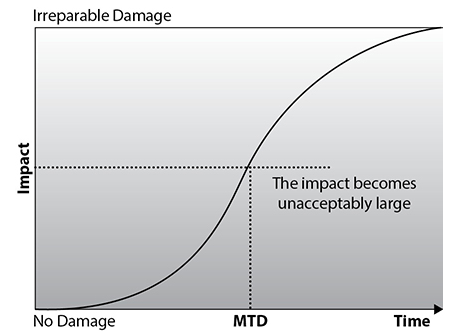 Irreparable Damage
Impact
The impact becomes
unacceptably large
No Damage
MTD
Time